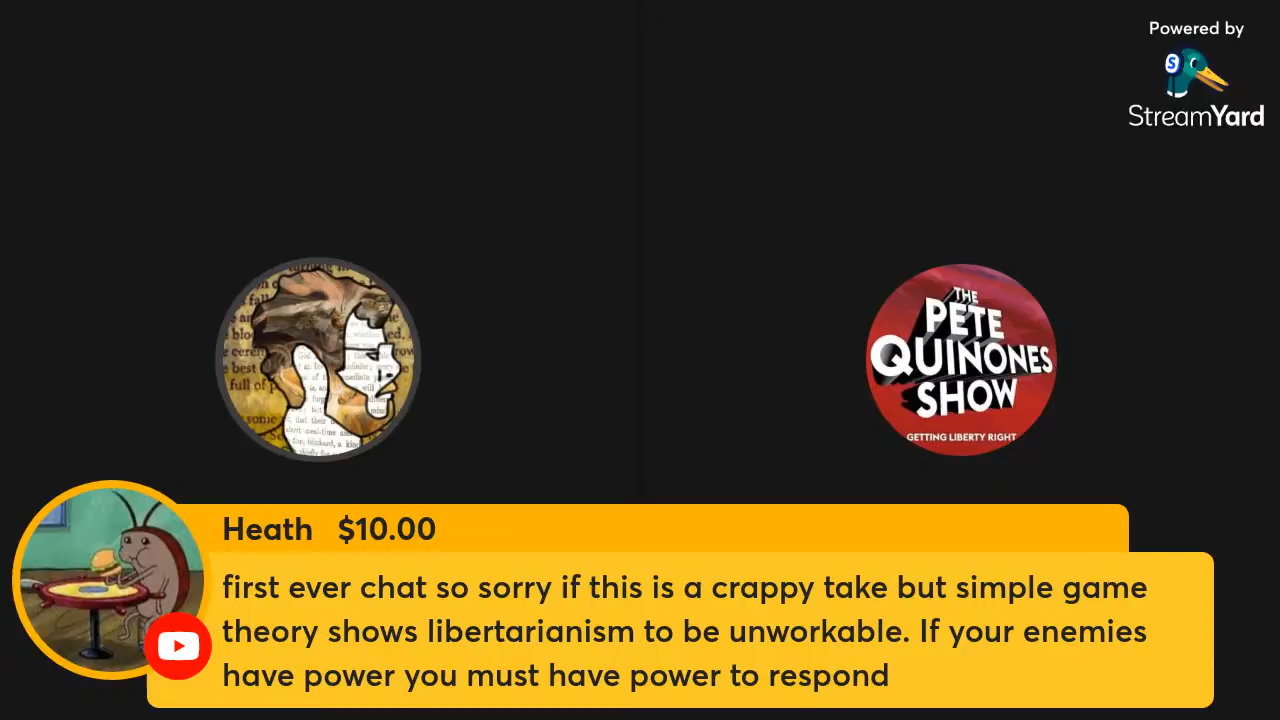 Powered by
S
StreamYard
THE
PETE
QUINONES
SHOW
GETTING LIBERTY RIGHT
Heath $10.00
first ever chat so sorry if this is a crappy take but simple game
theory shows libertarianism to be unworkable. If your enemies
have power you must have power to respond